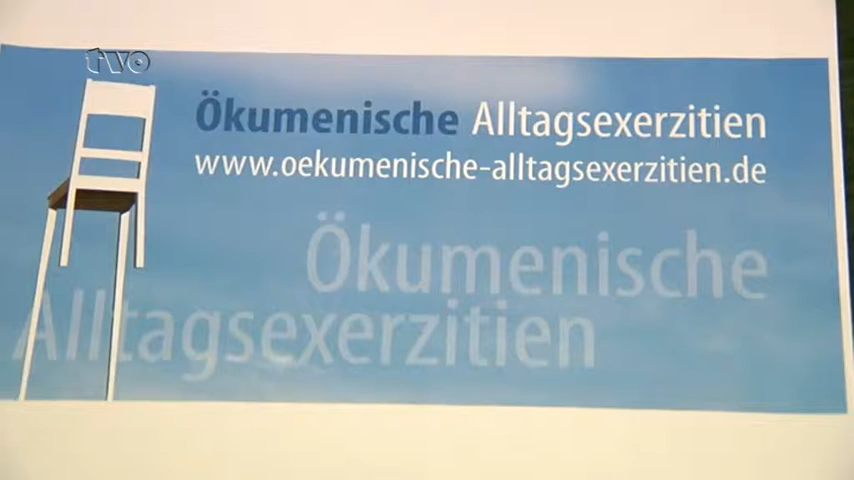 tvo
Ökumenische Alltagsexerzitien
www.oekumenische-alltagsexerzitien.de
Ökumenische
Alltagsexerzitien